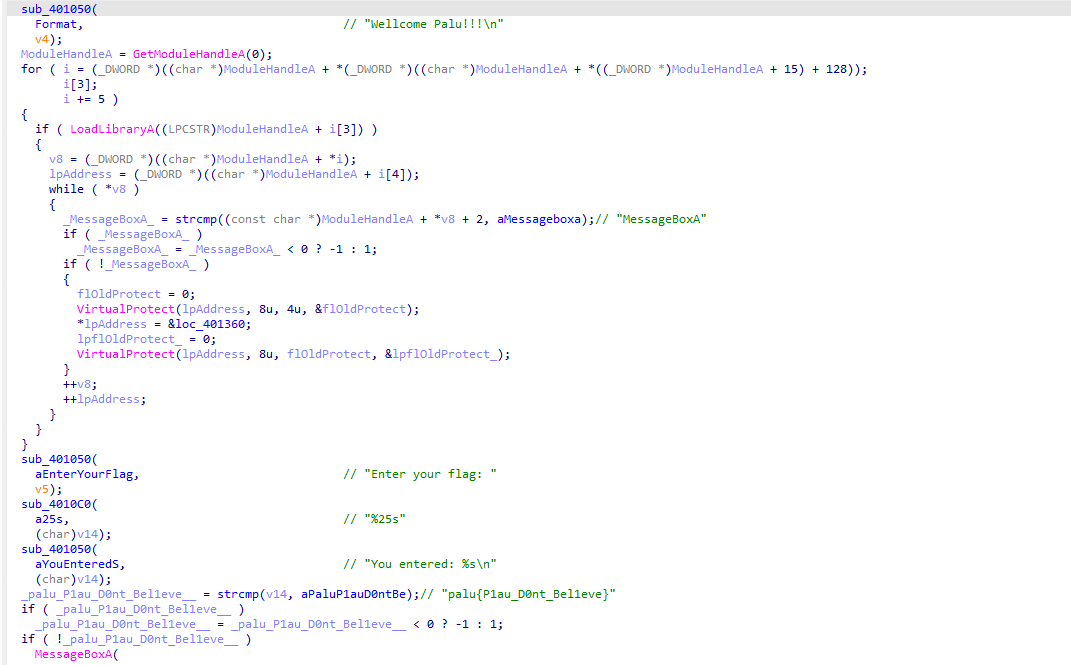 sub_401050(
Format, // "Wellcome Palu!!!\n"
v4);
ModuleHandleA = GetModuleHandleA(0);
for ( i = (_DWORD *)((char *)ModuleHandleA + *(_DWORD *)((char *)ModuleHandleA + *((_DWORD *)ModuleHandleA + 15) + 128));
i[3];
i += 5 )
{
if ( LoadLibraryA((LPCSTR)ModuleHandleA + i[3]) )
{
v8 = (_DWORD *)((char *)ModuleHandleA + *i);
lpAddress = (_DWORD *)((char *)ModuleHandleA + i[4]);
while ( *v8 )
{
_MessageBoxA_ = strcmp((const char *)ModuleHandleA + *v8 + 2, aMessageboxa);// "MessageBoxA"
if ( _MessageBoxA_ )
_MessageBoxA_ = _MessageBoxA_ < 0 ? -1 : 1;
if ( !_MessageBoxA_ )
{
flOldProtect = 0;
VirtualProtect(lpAddress, 8u, 4u, &flOldProtect);
*lpAddress = &loc_401360;
lpflOldProtect_ = 0;
VirtualProtect(lpAddress, 8u, flOldProtect, &lpflOldProtect_);
}
++v8;
++lpAddress;
}
}
}
sub_401050(
aEnterYourFlag, // "Enter your flag: "
v5);
sub_4010C0(
a25s, // "%25s"
(char)v14);
sub_401050(
aYouEnteredS, // "You entered: %s\n"
(char)v14);
_palu_P1au_D0nt_Bel1eve__ = strcmp(v14, aPaluP1auD0ntBe);// "palu{P1au_D0nt_Bel1eve}"
if ( _palu_P1au_D0nt_Bel1eve__ )
_palu_P1au_D0nt_Bel1eve__ = _palu_P1au_D0nt_Bel1eve__ < 0 ? -1 : 1;
if ( !_palu_P1au_D0nt_Bel1eve__ )
MessageBoxA(